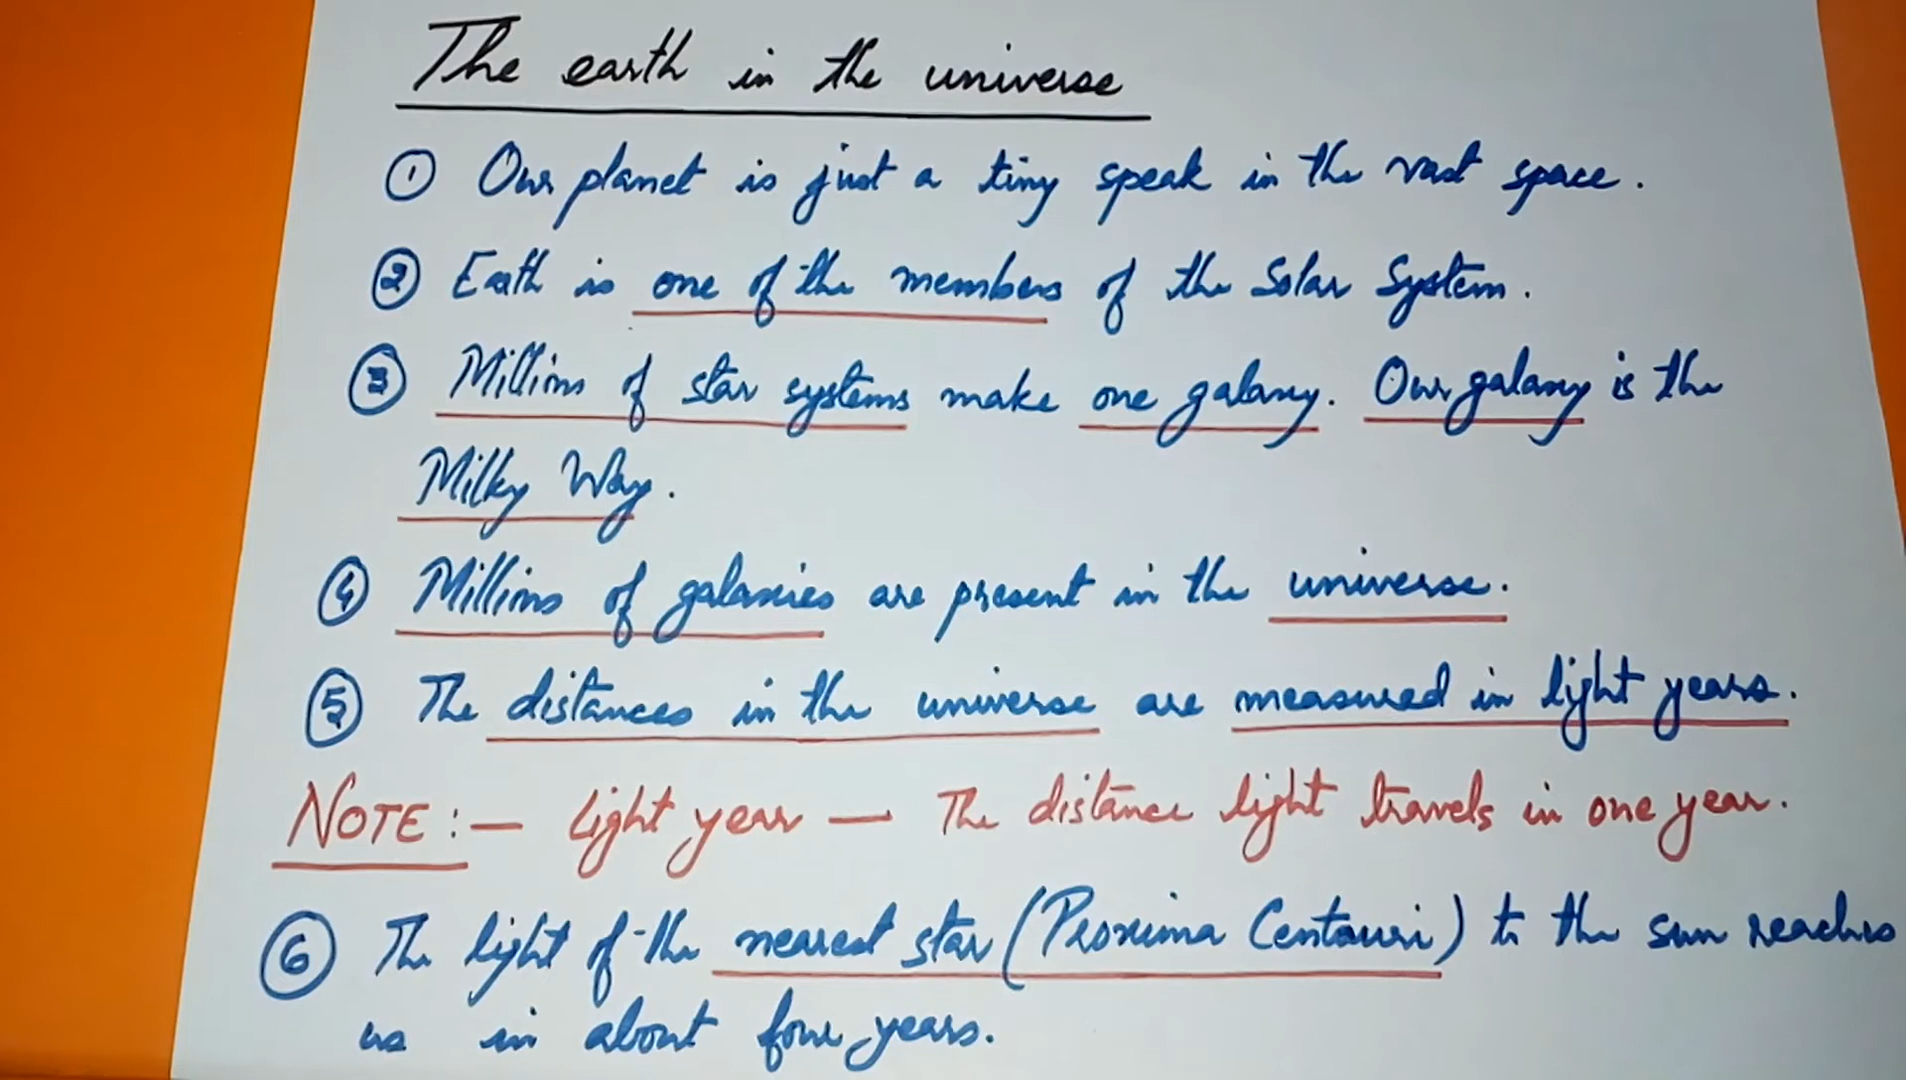 The earth in the universe
① Our planet is just a tiny speak in the vast space.
② Earth is one of the members of the Solar System.
③ Millions of star systems make one galaxy. Our galaxy is the
Milky Way.
④ Millions of galaxies are present in the universe.
⑤ The distances in the universe are measured in light years.
NOTE :— Light year — The distance light travels in one year.
⑥ The light of the nearest star (Proxima Centauri) to the sun reaches
us in about four years.